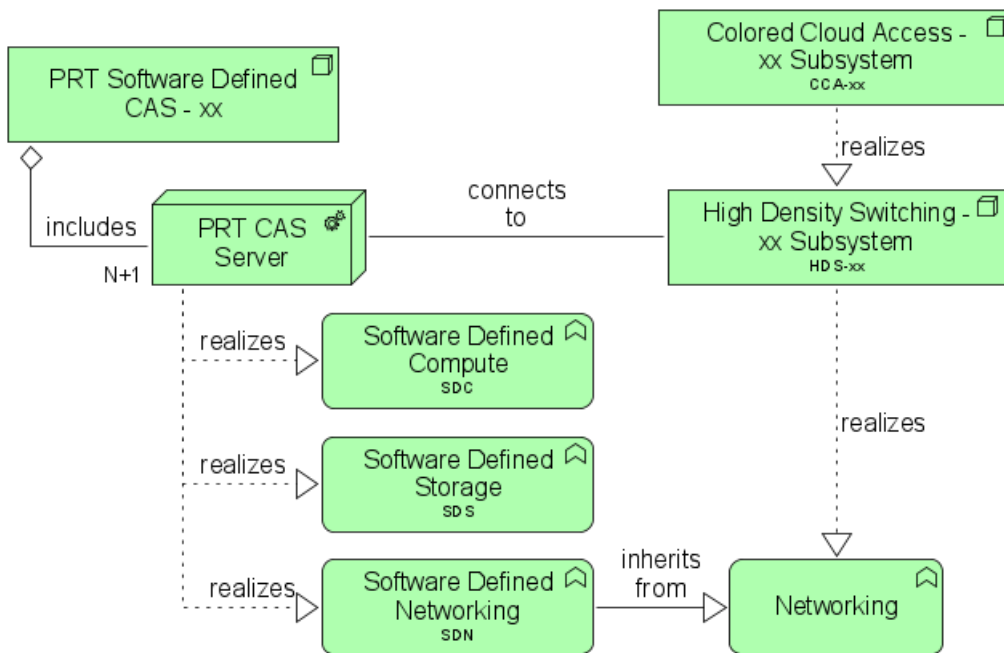 PRT Software Defined
CAS - xx
Colored Cloud Access -
xx Subsystem
CCA-xx
realizes
includes
N+1
PRT CAS
Server
connects
to
High Density Switching -
xx Subsystem
HDS-xx
realizes
Software Defined
Compute
SDC
realizes
realizes
Software Defined
Storage
SDS
realizes
Software Defined
Networking
SDN
inherits
from
Networking